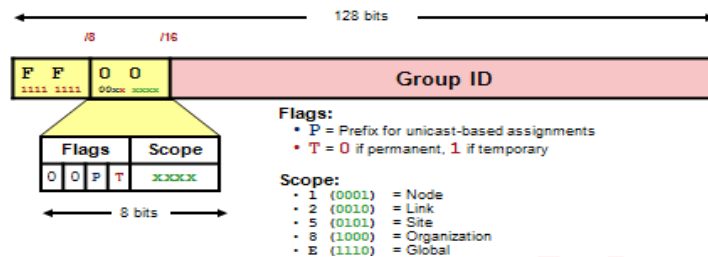 128 bits
/8 /16
F F 0 0 Group ID
1111 1111 00xx xxxx
Flags:
• P = Prefix for unicast-based assignments
• T = 0 if permanent, 1 if temporary
Flags Scope
0 0 P T xxxx
8 bits
Scope:
• 1 (0001) = Node
• 2 (0010) = Link
• 5 (0101) = Site
• 8 (1000) = Organization
• E (1110) = Global